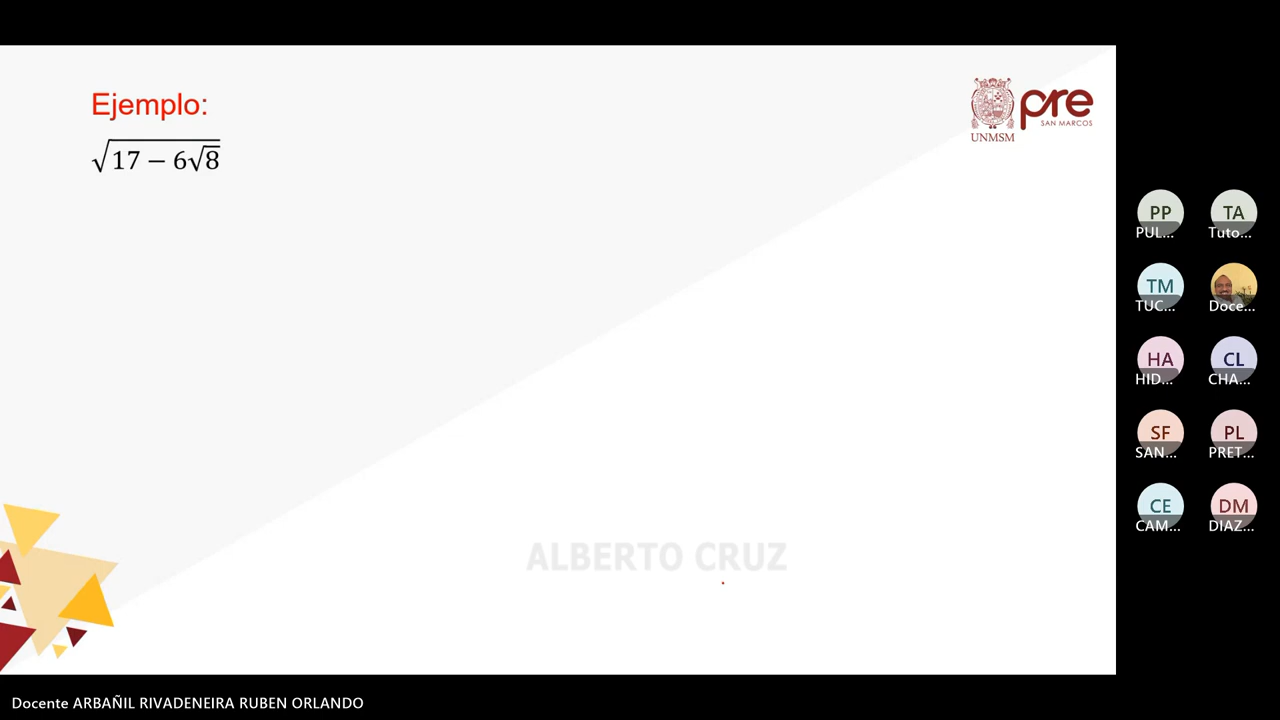 Ejemplo:
√(17 − 6√8)
UNMSM
pre
SAN MARCOS
PP
PUL...
TA
Tuto...
TM
TUC...
Doce...
HA
HID...
CL
CHA...
SF
SAN...
PL
PRET...
CE
CAM...
DM
DIAZ...
ALBERTO CRUZ
Docente ARBAÑIL RIVADENEIRA RUBEN ORLANDO